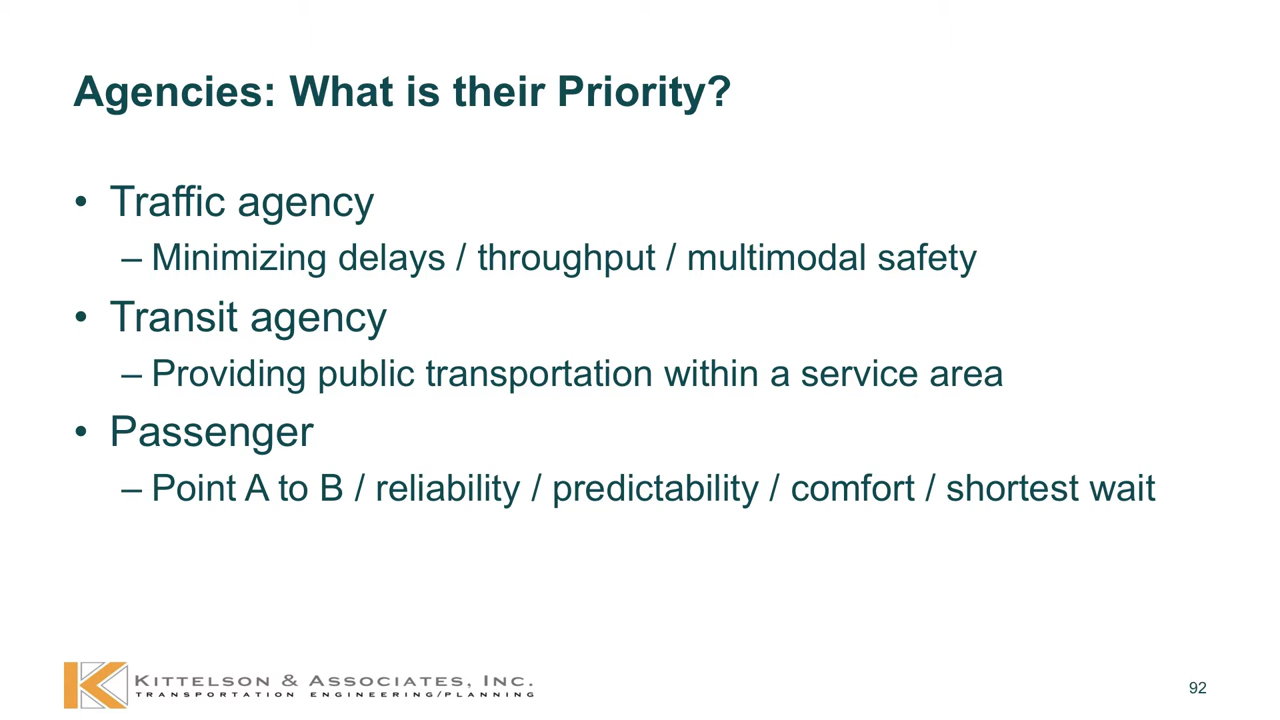 Agencies: What is their Priority?
• Traffic agency
– Minimizing delays / throughput / multimodal safety
• Transit agency
– Providing public transportation within a service area
• Passenger
– Point A to B / reliability / predictability / comfort / shortest wait
KITTELSON & ASSOCIATES, INC.
TRANSPORTATION ENGINEERING/PLANNING
92